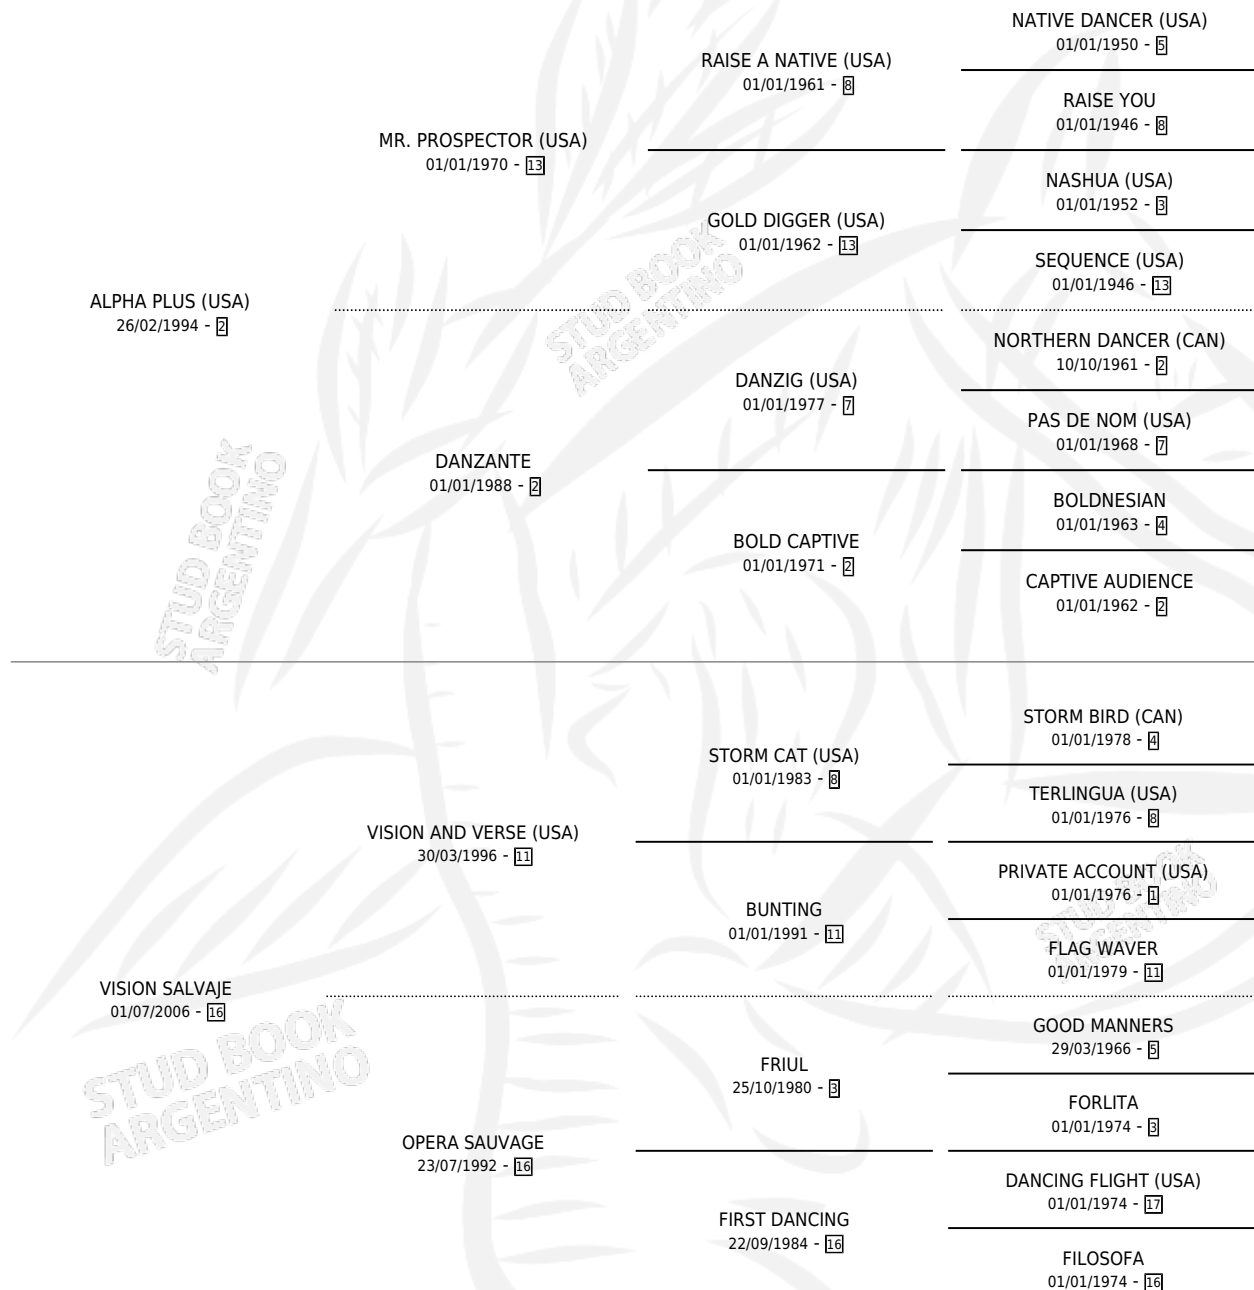 NATIVE DANCER (USA)
01/01/1950 - 5
RAISE A NATIVE (USA)
01/01/1961 - 8
RAISE YOU
01/01/1946 - 8
MR. PROSPECTOR (USA)
01/01/1970 - 13
NASHUA (USA)
01/01/1952 - 3
GOLD DIGGER (USA)
01/01/1962 - 13
SEQUENCE (USA)
01/01/1946 - 13
ALPHA PLUS (USA)
26/02/1994 - 2
STUD BOOK
ARGENTINO
NORTHERN DANCER (CAN)
10/10/1961 - 2
DANZIG (USA)
01/01/1977 - 7
PAS DE NOM (USA)
01/01/1968 - 7
DANZANTE
01/01/1988 - 2
BOLDNESIAN
01/01/1963 - 4
BOLD CAPTIVE
01/01/1971 - 2
CAPTIVE AUDIENCE
01/01/1962 - 2
STUD BOOK
ARGENTINO
STORM BIRD (CAN)
01/01/1978 - 4
STORM CAT (USA)
01/01/1983 - 8
TERLINGUA (USA)
01/01/1976 - 8
VISION AND VERSE (USA)
30/03/1996 - 11
PRIVATE ACCOUNT (USA)
01/01/1976 - 1
BUNTING
01/01/1991 - 11
STUD BOOK
ARGENTINO
FLAG WAVER
01/01/1979 - 11
VISION SALVAJE
01/07/2006 - 16
STUD BOOK
ARGENTINO
GOOD MANNERS
29/03/1966 - 5
FRIUL
25/10/1980 - 3
FORLITA
01/01/1974 - 3
OPERA SAUVAGE
23/07/1992 - 16
DANCING FLIGHT (USA)
01/01/1974 - 17
FIRST DANCING
22/09/1984 - 16
FILOSOFA
01/01/1974 - 16